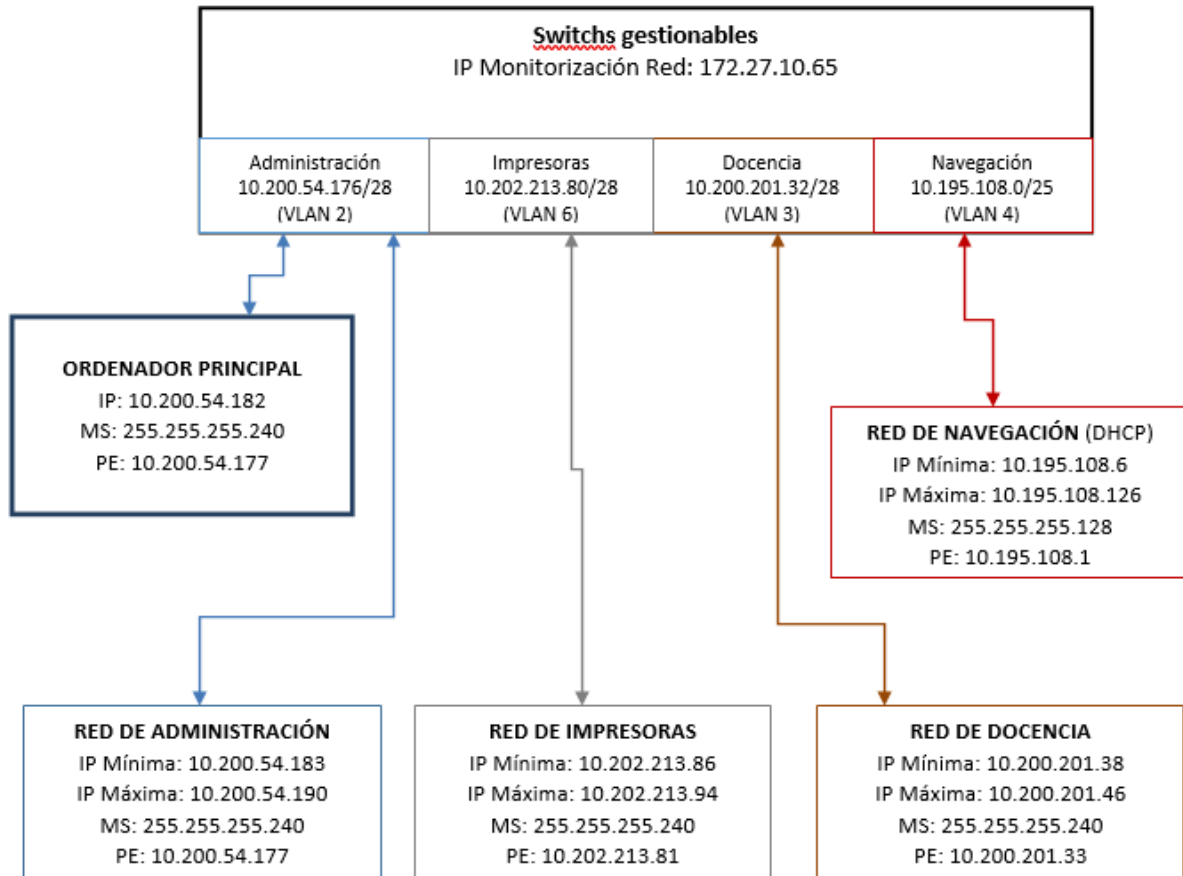 Switchs gestionables
IP Monitorización Red: 172.27.10.65
Administración
10.200.54.176/28
(VLAN 2)
Impresoras
10.202.213.80/28
(VLAN 6)
Docencia
10.200.201.32/28
(VLAN 3)
Navegación
10.195.108.0/25
(VLAN 4)
ORDENADOR PRINCIPAL
IP: 10.200.54.182
MS: 255.255.255.240
PE: 10.200.54.177
RED DE NAVEGACIÓN (DHCP)
IP Mínima: 10.195.108.6
IP Máxima: 10.195.108.126
MS: 255.255.255.128
PE: 10.195.108.1
RED DE ADMINISTRACIÓN
IP Mínima: 10.200.54.183
IP Máxima: 10.200.54.190
MS: 255.255.255.240
PE: 10.200.54.177
RED DE IMPRESORAS
IP Mínima: 10.202.213.86
IP Máxima: 10.202.213.94
MS: 255.255.255.240
PE: 10.202.213.81
RED DE DOCENCIA
IP Mínima: 10.200.201.38
IP Máxima: 10.200.201.46
MS: 255.255.255.240
PE: 10.200.201.33